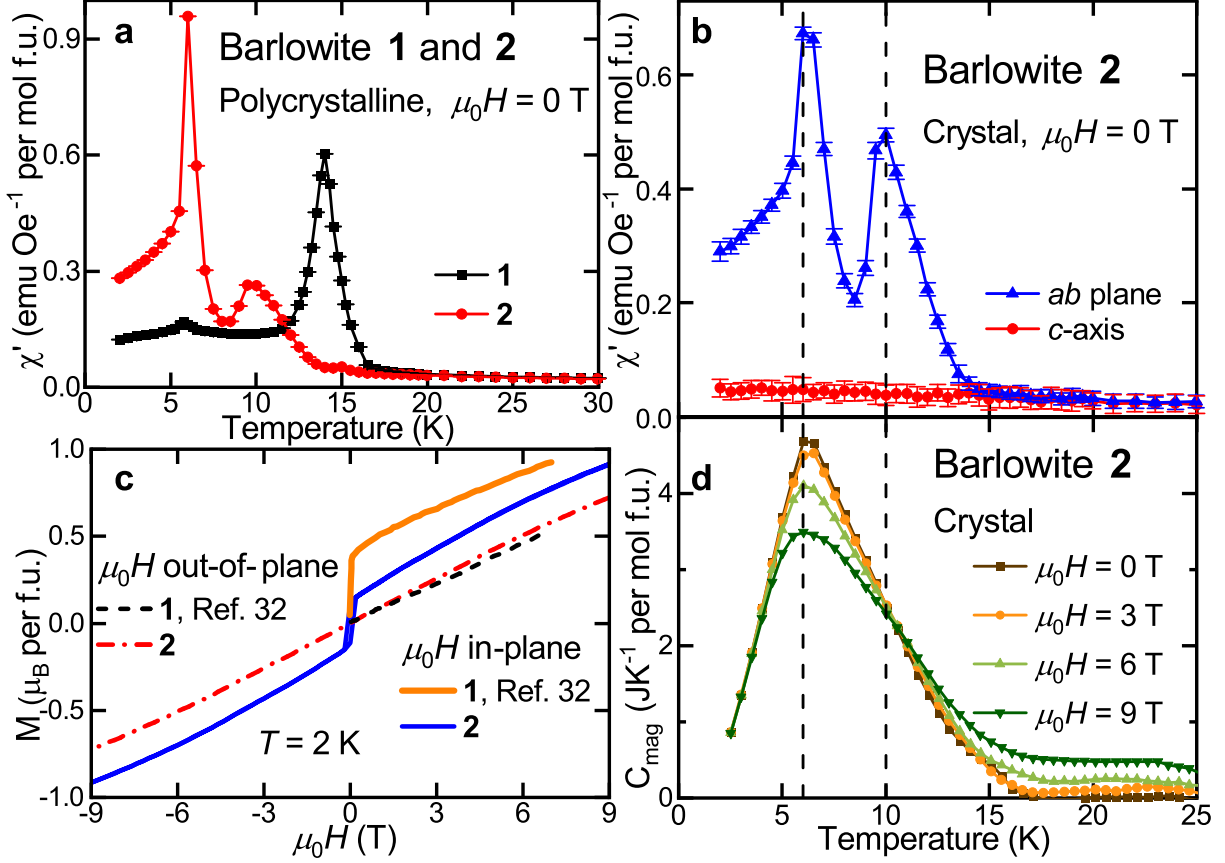 a
Barlowite 1 and 2
Polycrystalline, μ₀H = 0 T
χ' (emu Oe⁻¹ per mol f.u.)
0.9
0.6
0.3
0.0
1
2
0 5 10 15 20 25 30
Temperature (K)
b
Barlowite 2
Crystal, μ₀H = 0 T
χ' (emu Oe⁻¹ per mol f.u.)
0.6
0.4
0.2
0.0
ab plane
c-axis
c
M (μB per f.u.)
1.0
0.5
0.0
-0.5
-1.0
μ₀H out-of-plane
1, Ref. 32
2
μ₀H in-plane
1, Ref. 32
2
T = 2 K
-9 -6 -3 0 3 6 9
μ₀H (T)
d
Barlowite 2
Crystal
Cmag (JK⁻¹ per mol f.u.)
4
2
0
μ₀H = 0 T
μ₀H = 3 T
μ₀H = 6 T
μ₀H = 9 T
0 5 10 15 20 25
Temperature (K)